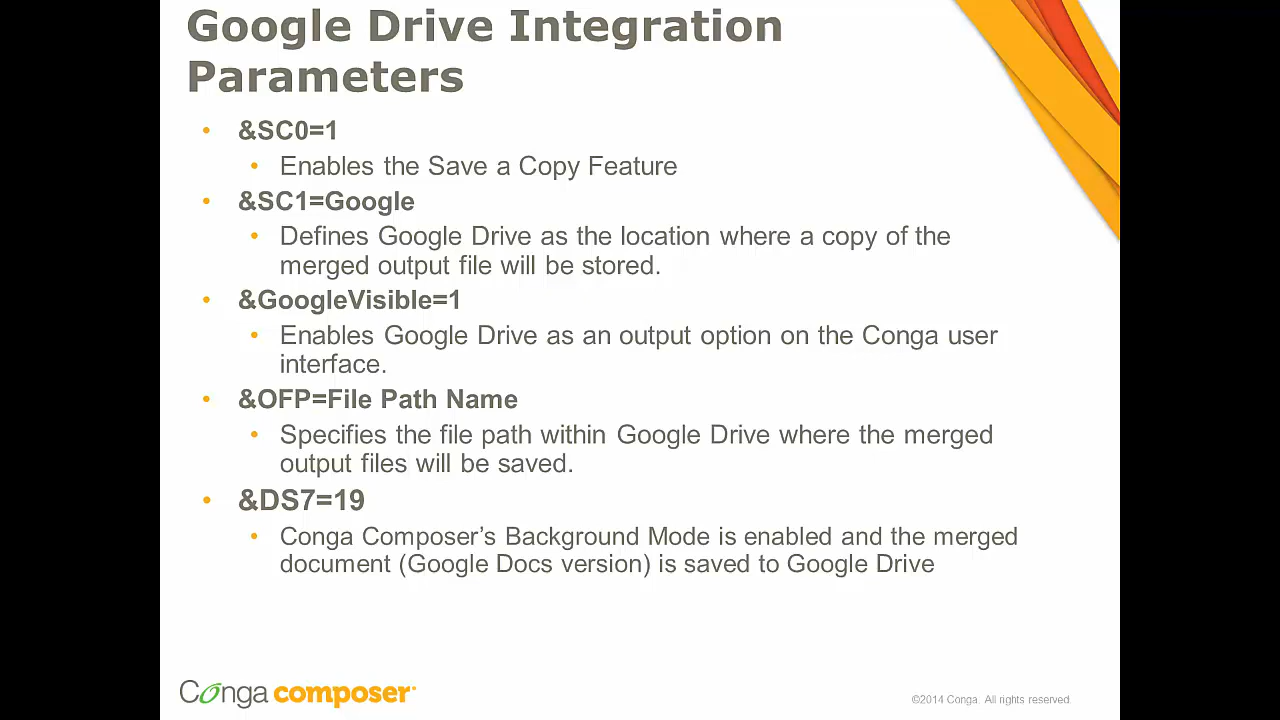 Google Drive Integration
Parameters
• &SC0=1
• Enables the Save a Copy Feature
• &SC1=Google
• Defines Google Drive as the location where a copy of the
merged output file will be stored.
• &GoogleVisible=1
• Enables Google Drive as an output option on the Conga user
interface.
• &OFP=File Path Name
• Specifies the file path within Google Drive where the merged
output files will be saved.
• &DS7=19
• Conga Composer’s Background Mode is enabled and the merged
document (Google Docs version) is saved to Google Drive
Conga composer
©2014 Conga. All rights reserved